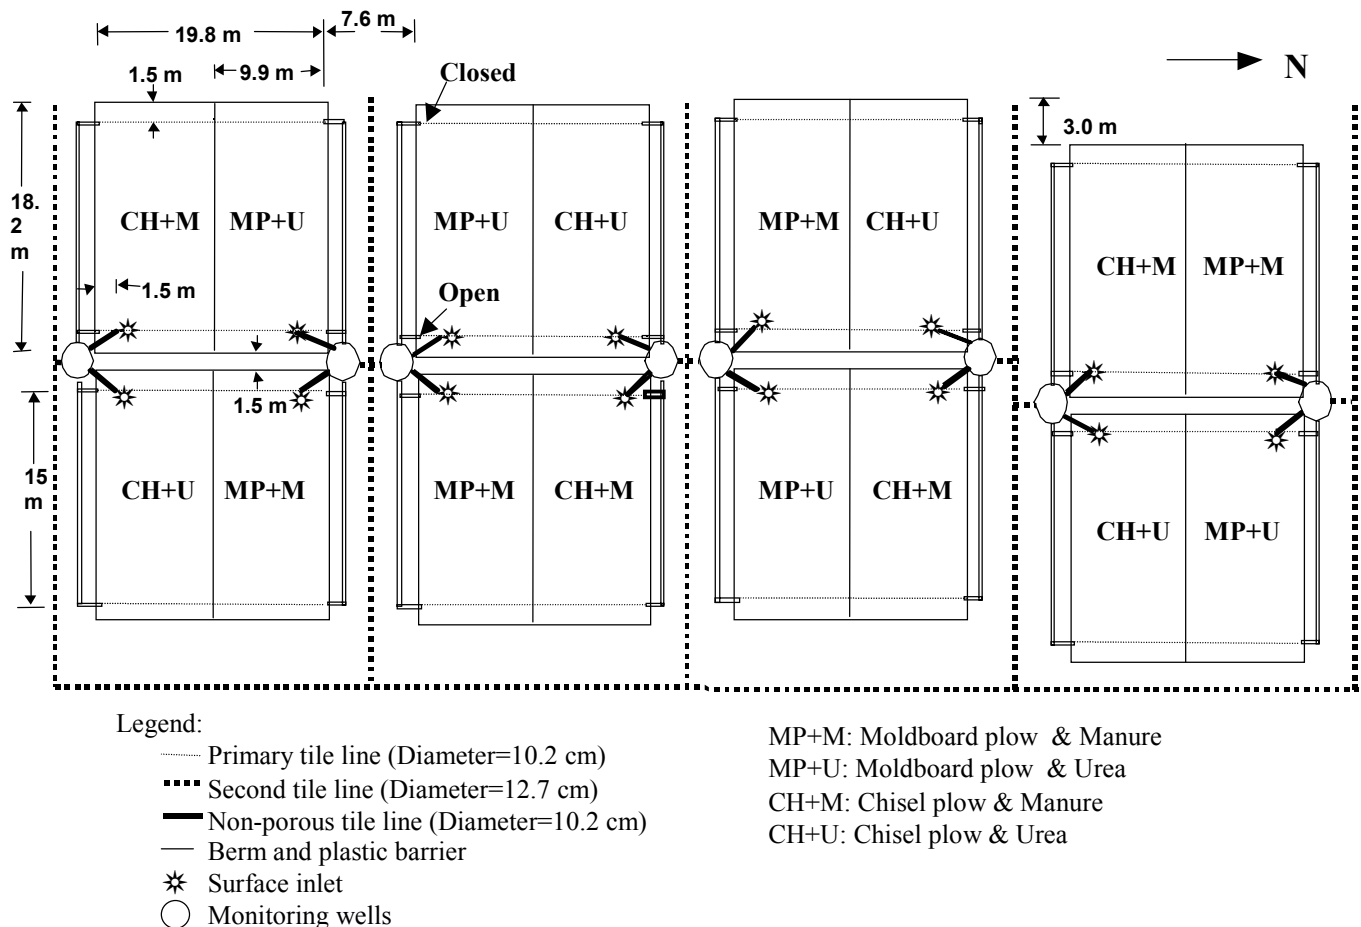 7.6 m
19.8 m
1.5 m
9.9 m
Closed
N
3.0 m
18.
2
m
CH+M
MP+U
MP+U
CH+U
MP+M
CH+U
CH+M
MP+M
1.5 m
Open
1.5 m
15
m
CH+U
MP+M
MP+M
CH+M
MP+U
CH+M
CH+U
MP+U
Legend:
Primary tile line (Diameter=10.2 cm)
Second tile line (Diameter=12.7 cm)
Non-porous tile line (Diameter=10.2 cm)
Berm and plastic barrier
Surface inlet
Monitoring wells
MP+M: Moldboard plow & Manure
MP+U: Moldboard plow & Urea
CH+M: Chisel plow & Manure
CH+U: Chisel plow & Urea